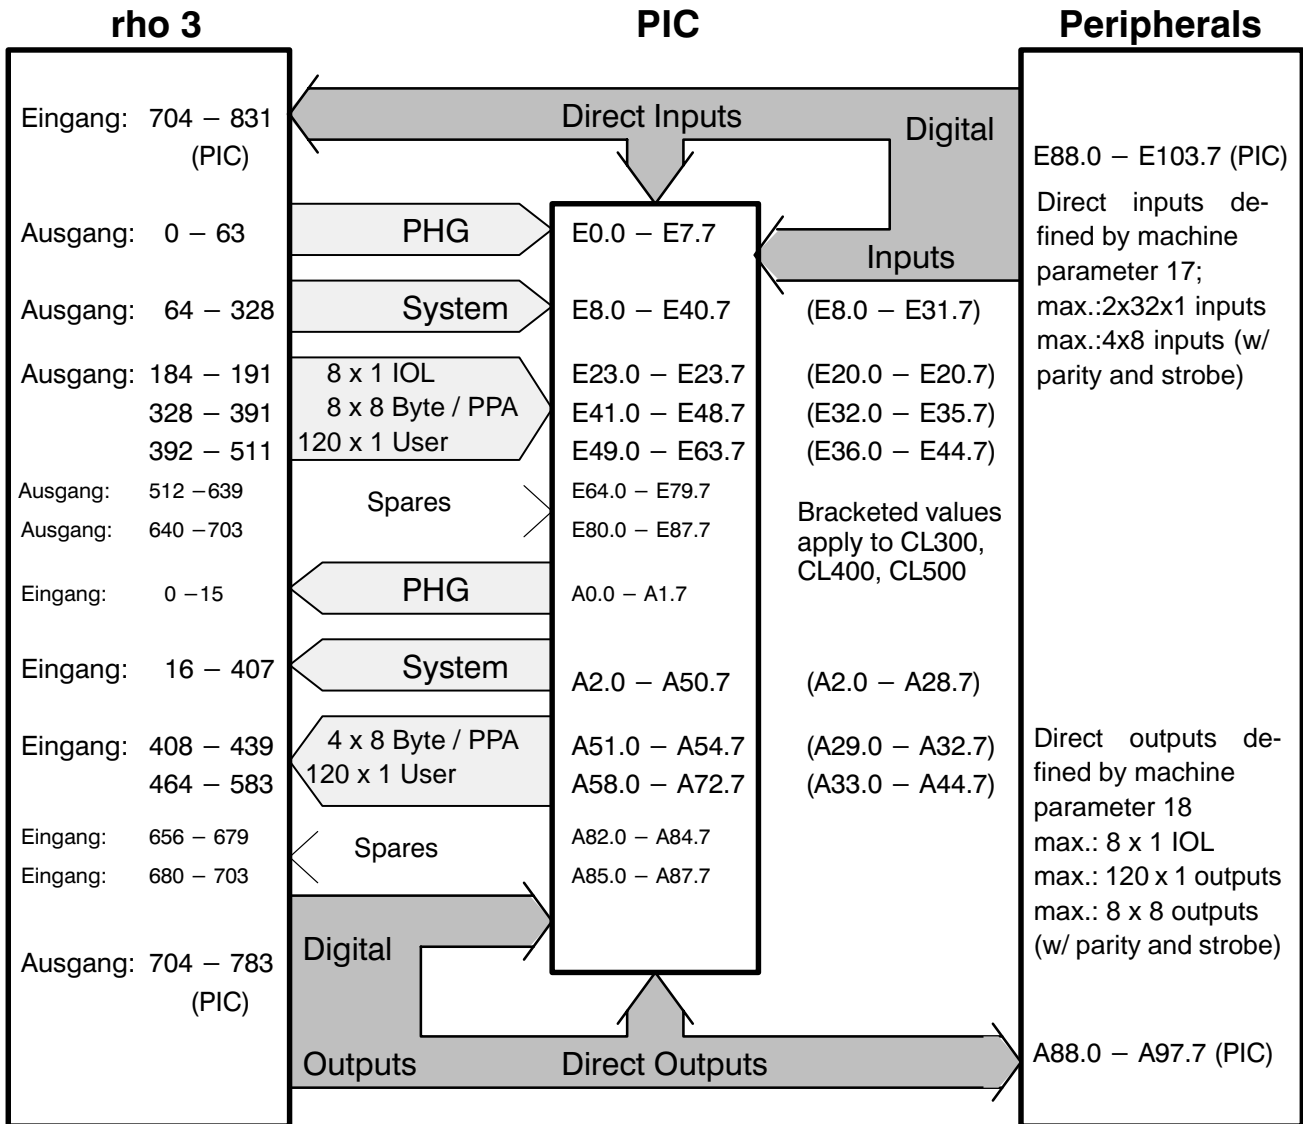 rho 3 PIC Peripherals
Direct Inputs
Digital
Eingang: 704 – 831
(PIC)
E88.0 – E103.7 (PIC)
Direct inputs de-
fined by machine
parameter 17;
max.:2x32x1 inputs
max.:4x8 inputs (w/
parity and strobe)
Ausgang: 0 – 63 PHG E0.0 – E7.7
Inputs
Ausgang: 64 – 328 System E8.0 – E40.7 (E8.0 – E31.7)
Ausgang: 184 – 191 8 x 1 IOL E23.0 – E23.7 (E20.0 – E20.7)
328 – 391 8 x 8 Byte / PPA E41.0 – E48.7 (E32.0 – E35.7)
392 – 511 120 x 1 User E49.0 – E63.7 (E36.0 – E44.7)
Ausgang: 512 –639 Spares E64.0 – E79.7
Ausgang: 640 –703 E80.0 – E87.7
Bracketed values
apply to CL300,
CL400, CL500
Eingang: 0 –15 PHG A0.0 – A1.7
Eingang: 16 – 407 System A2.0 – A50.7 (A2.0 – A28.7)
Eingang: 408 – 439 4 x 8 Byte / PPA A51.0 – A54.7 (A29.0 – A32.7)
464 – 583 120 x 1 User A58.0 – A72.7 (A33.0 – A44.7)
Eingang: 656 – 679 Spares A82.0 – A84.7
Eingang: 680 – 703 A85.0 – A87.7
Direct outputs de-
fined by machine
parameter 18
max.: 8 x 1 IOL
max.: 120 x 1 outputs
max.: 8 x 8 outputs
(w/ parity and strobe)
Digital
Ausgang: 704 – 783
(PIC)
Outputs Direct Outputs
A88.0 – A97.7 (PIC)